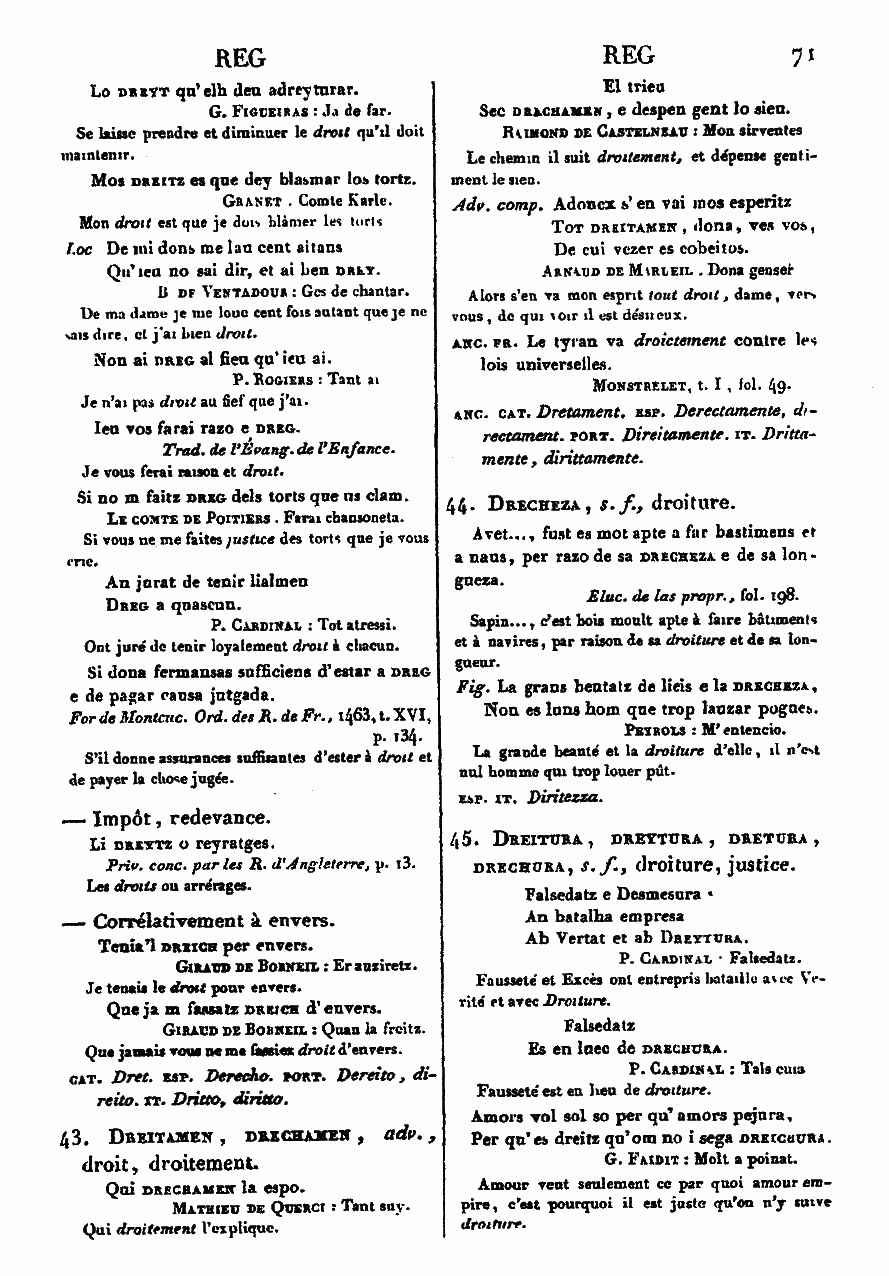 REG
REG 71
Lo DREYT qu'elh deu adreyturar.
G. FIGUEIRAS : Ja de far.
Se laisse prendre et diminuer le droit qu'il doit
maintenir.
Mos DREITZ es que dey blasmar los tortz.
GRANET . Comte Karle.
Mon droit est que je dois blâmer les torts
Loc De mi dons me lau cent aitans
Qu'ieu no sai dir, et ai ben DREY.
B DE VENTADOUR : Ges de chantar.
De ma dame je me loue cent fois autant que je ne
sais dire, et j'ai bien droit.
Non ai DREG al fieu qu'ieu ai.
P. ROGIERS : Tant ai
Je n'ai pas droit au fief que j'ai.
Ieu vos farai razo e DREG.
Trad. de l'Évang. de l'Enfance.
Je vous ferai raison et droit.
Si no m faitz DREG dels torts que us clam.
LE COMTE DE POITIERS . Farai chansoneta.
Si vous ne me faites justice des torts que je vous
crie.
An jurat de tenir lialmen
DREG a quascun.
P. CARDINAL : Tot atressi.
Ont juré de tenir loyalement droit à chacun.
Si dona fermansas sufficiens d'estar a DREG
e de pagar causa jutgada.
For de Montcuc. Ord. des R. de Fr., 1463, t. XVI,
p. 134.
S'il donne assurances suffisantes d'ester à droit et
de payer la chose jugée.
— Impôt, redevance.
Li DREYTZ o reyratges.
Priv. conc. par les R. d'Angleterre, p. 13.
Les droits ou arrérages.
— Corrélativement à envers.
Tenia'l DREICH per envers.
GIRAUD DE BORNEIL : Er auziretz.
Je tenais le droit pour envers.
Que ja m fassatz DREICH d'envers.
GIRAUD DE BORNEIL : Quan la freitz.
Que jamais vous ne me fassiez droit d'envers.
CAT. Dret. ESP. Derecho. PORT. Dereito, di-
reito. IT. Dritto, diritto.
43. DREITAMEN, DRECHAMEN, adv.,
droit, droitement.
Qui DRECHAMEN la espo.
MATHIEU DE QUERCI : Tant suy.
Qui droitement l'explique.
El trieu
Sec DRECHAMEN, e despen gent lo sieu.
RAIMOND DE CASTELNEAU : Mon sirventes
Le chemin il suit droitement, et dépense genti-
ment le sien.
Adv. comp. Adoncx s'en vai mos esperitz
TOT DREITAMEN, dona, ves vos,
De cui vezer es cobeitos.
ARNAUD DE MARUEIL . Dona genser
Alors s'en va mon esprit tout droit, dame, vers
vous, de qui voir il est désireux.
ANC. FR. Le tyran va droictement contre les
lois universelles.
MONSTRELET, t. I, fol. 49.
ANC. CAT. Dretament. ESP. Derectamente, di-
rectament. PORT. Direitamente. IT. Dritta-
mente, dirittamente.
44. DRECHEZA, s. f., droiture.
Avet..., fust es mot apte a far bastimens et
a naus, per razo de sa DRECHEZA e de sa lon-
gueza.
Eluc. de las propr., fol. 198.
Sapin..., c'est bois moult apte à faire bâtiments
et à navires, par raison de sa droiture et de sa lon-
gueur.
Fig. La grans beutatz de lieis e la DRECHEZA,
Non es luns hom que trop lauzar pogues.
PEYROLS : M'entencio.
La grande beauté et la droiture d'elle, il n'est
nul homme qui trop louer pût.
ESP. IT. Diritezza.
45. DREITURA, DREYTURA, DRETURA,
DRECHURA, s. f., droiture, justice.
Falsedatz e Desmesura
An batalha empresa
Ab Vertat et ab DREYTURA.
P. CARDINAL : Falsedatz.
Fausseté et Excès ont entrepris bataille avec Vé-
rité et avec Droiture.
Falsedatz
Es en luec de DRECHURA.
P. CARDINAL : Tals cuia
Fausseté est en lieu de droiture.
Amors vol sol so per qu'amors pejura,
Per qu'es dreitz qu'om no i sega DREICHURA.
G. FAIDIT : Molt a poinat.
Amour veut seulement ce par quoi amour em-
pire, c'est pourquoi il est juste qu'on n'y suive
droiture.